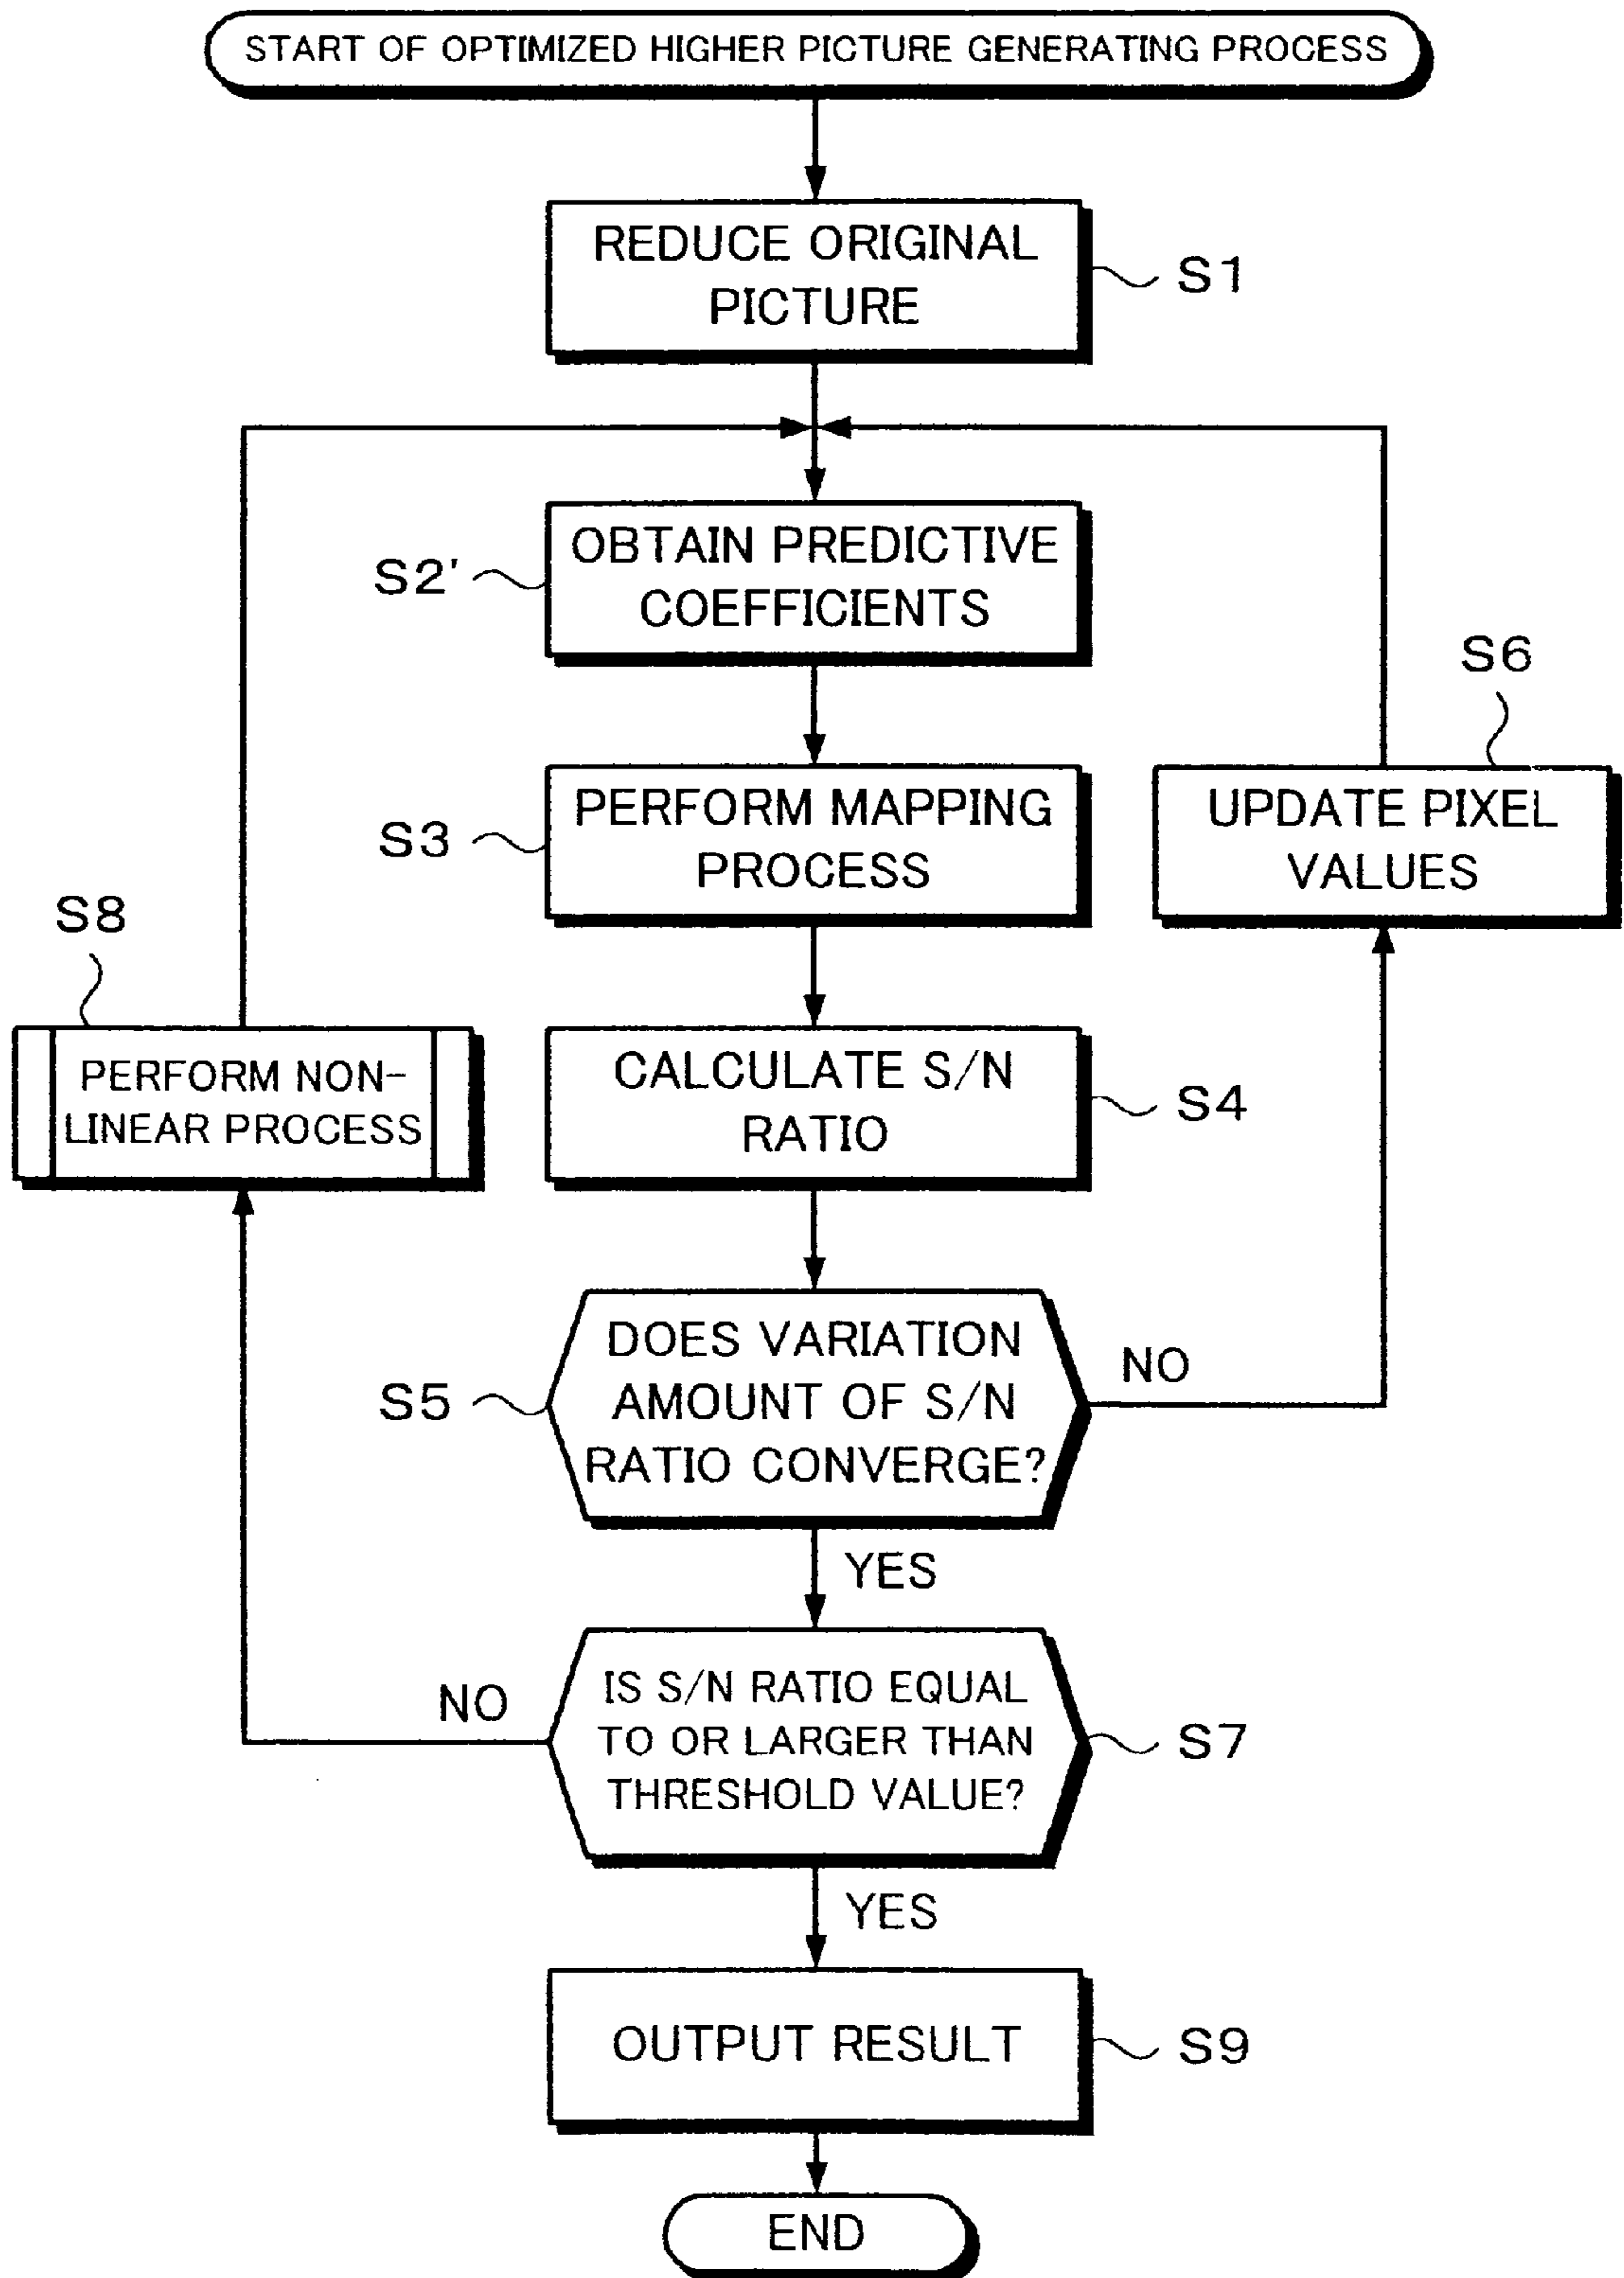 START OF OPTIMIZED HIGHER PICTURE GENERATING PROCESS
REDUCE ORIGINAL
PICTURE
S1
OBTAIN PREDICTIVE
COEFFICIENTS
S2'
S6
PERFORM MAPPING
PROCESS
S3
UPDATE PIXEL
VALUES
S8
PERFORM NON-
LINEAR PROCESS
CALCULATE S/N
RATIO
S4
DOES VARIATION
AMOUNT OF S/N
RATIO CONVERGE?
S5
NO
YES
IS S/N RATIO EQUAL
TO OR LARGER THAN
THRESHOLD VALUE?
NO
S7
YES
OUTPUT RESULT
S9
END